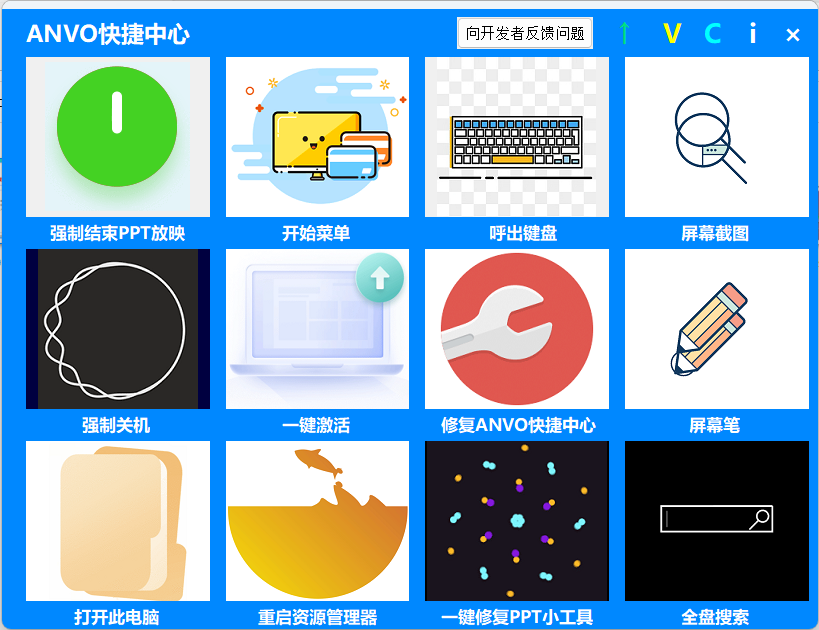 ANVO快捷中心
向开发者反馈问题
↑ V C i ×
强制结束PPT放映
开始菜单
呼出键盘
屏幕截图
强制关机
一键激活
修复ANVO快捷中心
屏幕笔
打开此电脑
重启资源管理器
一键修复PPT小工具
全盘搜索